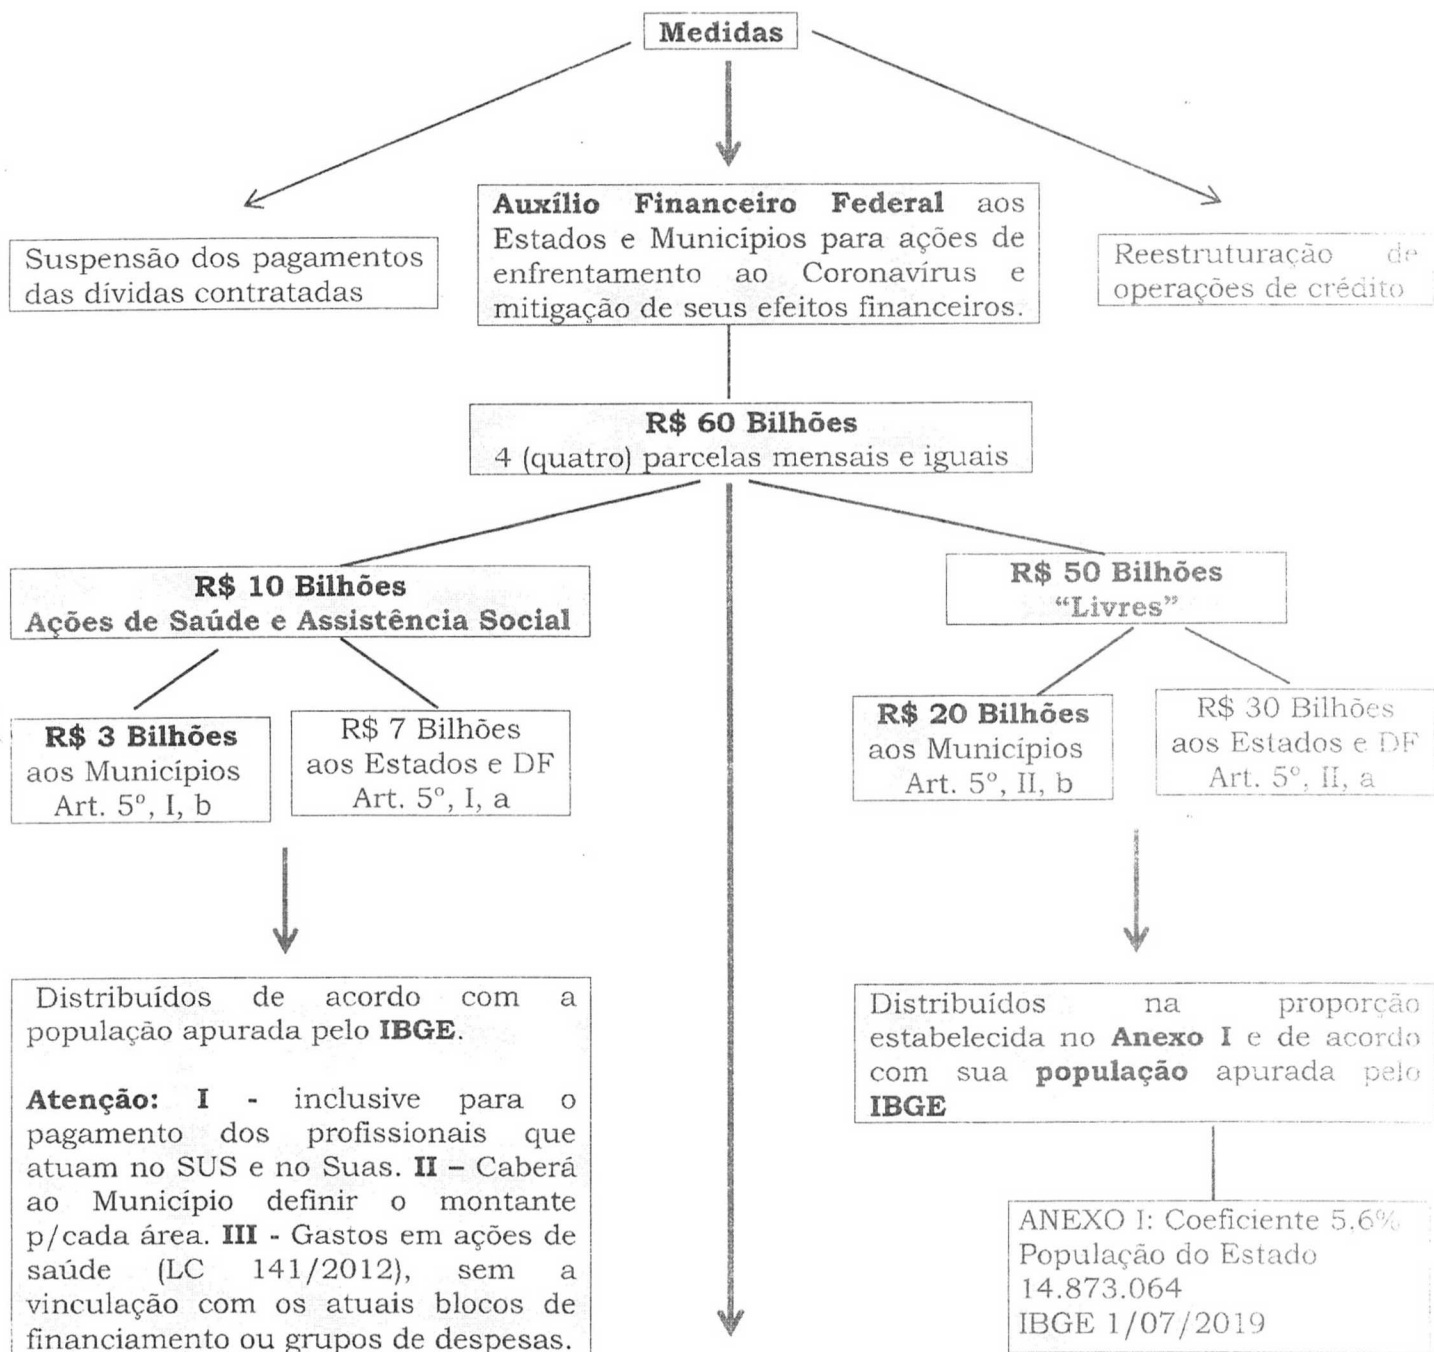 Medidas
Suspensão dos pagamentos
das dívidas contratadas
Auxílio Financeiro Federal aos
Estados e Municípios para ações de
enfrentamento ao Coronavírus e
mitigação de seus efeitos financeiros.
Reestruturação de
operações de crédito
R$ 60 Bilhões
4 (quatro) parcelas mensais e iguais
R$ 10 Bilhões
Ações de Saúde e Assistência Social
R$ 50 Bilhões
“Livres”
R$ 3 Bilhões
aos Municípios
Art. 5º, I, b
R$ 7 Bilhões
aos Estados e DF
Art. 5º, I, a
R$ 20 Bilhões
aos Municípios
Art. 5º, II, b
R$ 30 Bilhões
aos Estados e DF
Art. 5º, II, a
Distribuídos de acordo com a
população apurada pelo IBGE.
Atenção: I - inclusive para o
pagamento dos profissionais que
atuam no SUS e no Suas. II – Caberá
ao Município definir o montante
p/cada área. III - Gastos em ações de
saúde (LC 141/2012), sem a
vinculação com os atuais blocos de
financiamento ou grupos de despesas.
Distribuídos na proporção
estabelecida no Anexo I e de acordo
com sua população apurada pelo
IBGE
ANEXO I: Coeficiente 5,6%
População do Estado
14.873.064
IBGE 1/07/2019